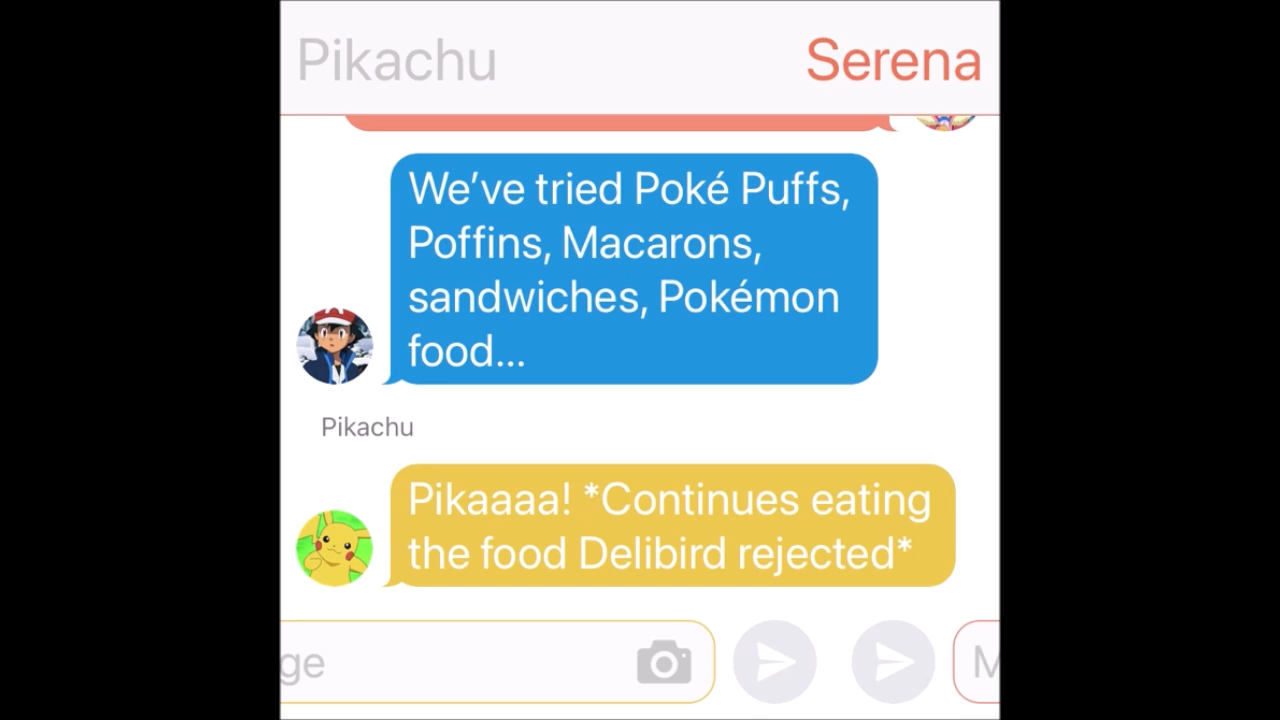 Pikachu Serena
We’ve tried Poké Puffs,
Poffins, Macarons,
sandwiches, Pokémon
food...
Pikachu
Pikaaaa! *Continues eating
the food Delibird rejected*
ge M